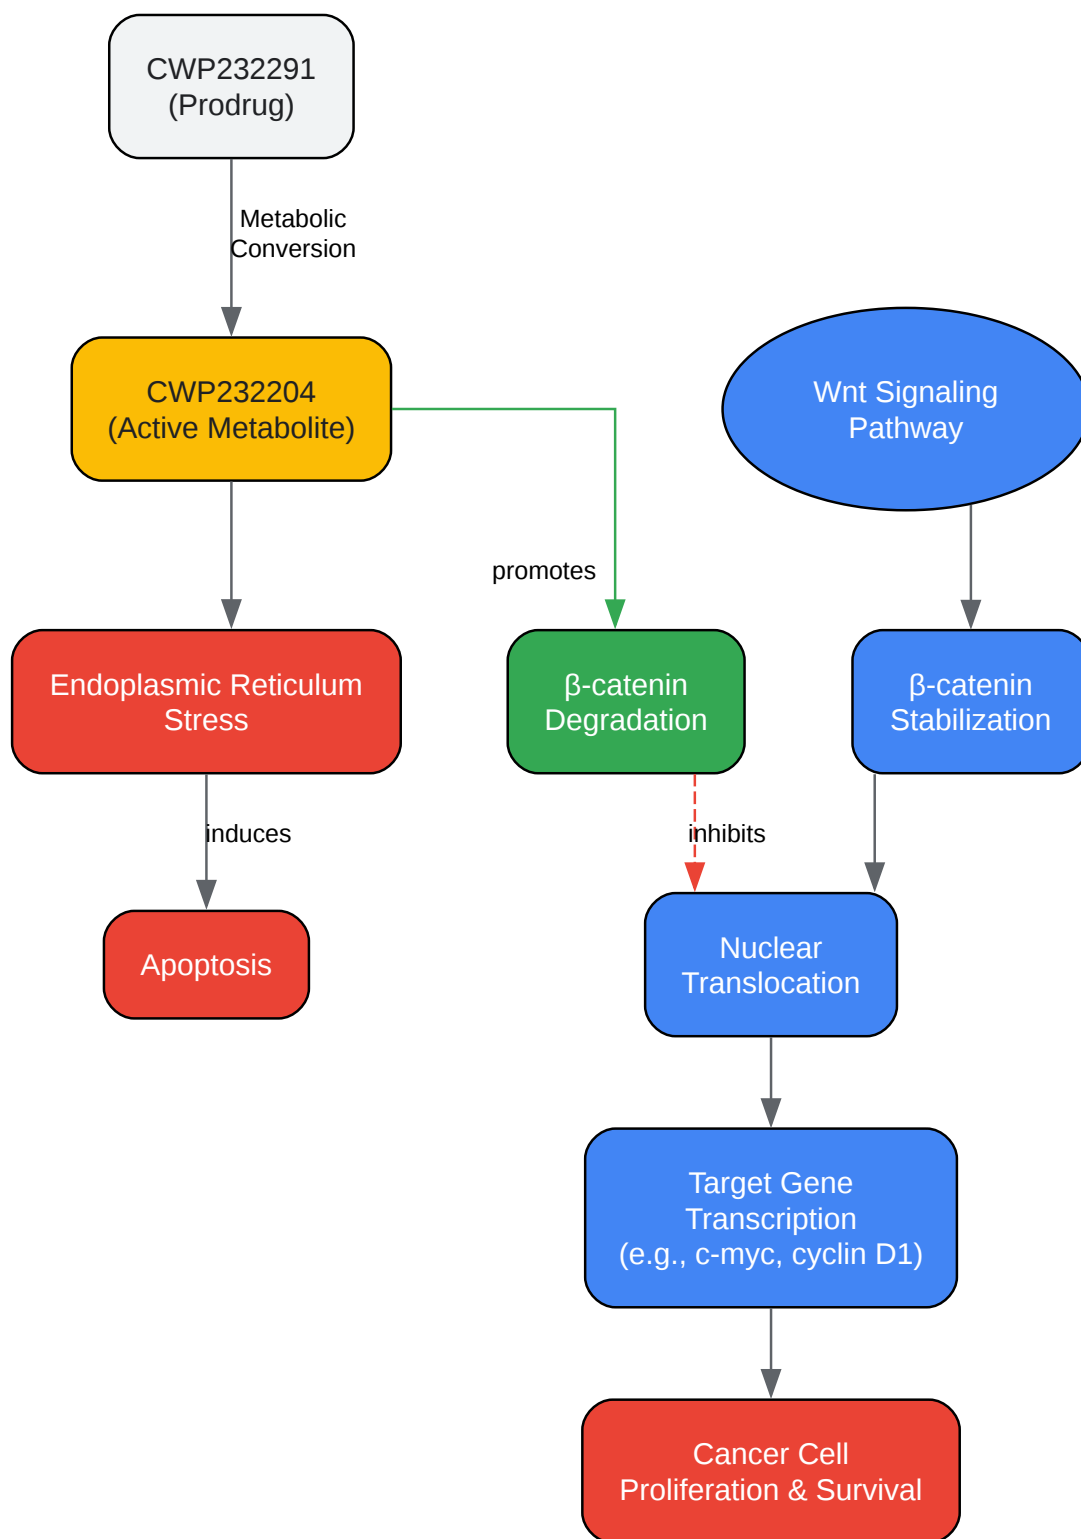 CWP232291
(Prodrug)
Metabolic
Conversion
CWP232204
(Active Metabolite)
Wnt Signaling
Pathway
promotes
Endoplasmic Reticulum
Stress
β-catenin
Degradation
β-catenin
Stabilization
induces
inhibits
Apoptosis
Nuclear
Translocation
Target Gene
Transcription
(e.g., c-myc, cyclin D1)
Cancer Cell
Proliferation & Survival